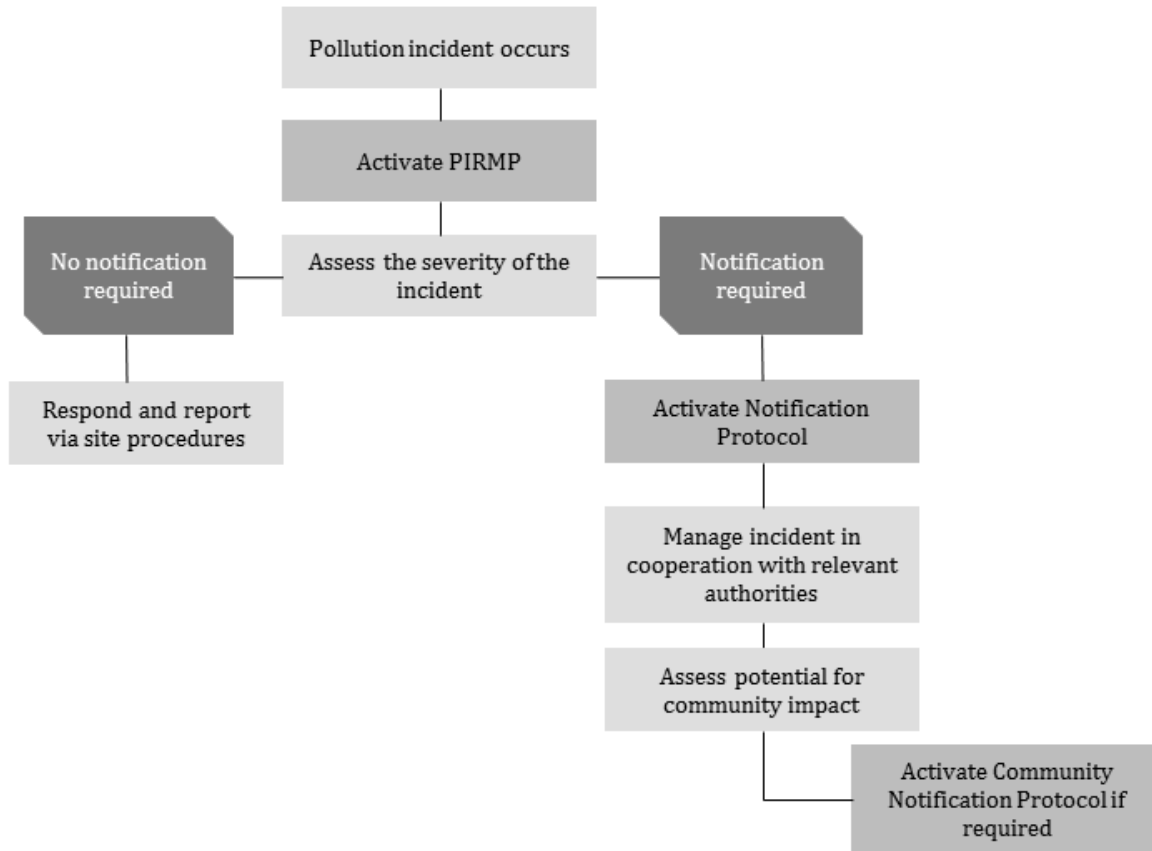 Pollution incident occurs
Activate PIRMP
No notification
required
Assess the severity of the
incident
Notification
required
Respond and report
via site procedures
Activate Notification
Protocol
Manage incident in
cooperation with relevant
authorities
Assess potential for
community impact
Activate Community
Notification Protocol if
required